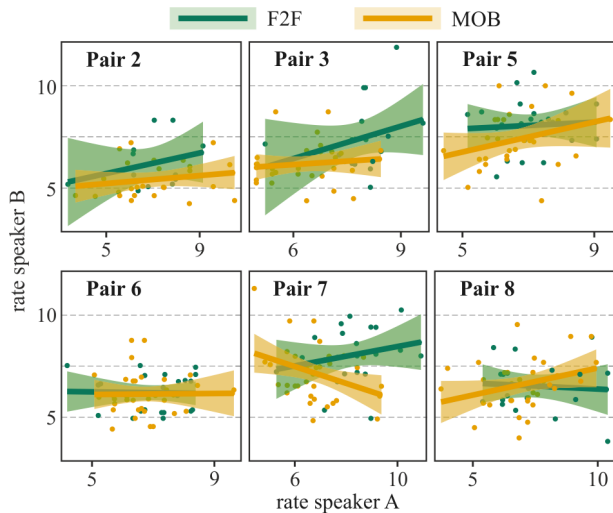 F2F MOB
Pair 2 Pair 3 Pair 5
10
5
5 9 6 9 5 9
Pair 6 Pair 7 Pair 8
10
5
5 9 6 10 5 10
rate speaker B
rate speaker A